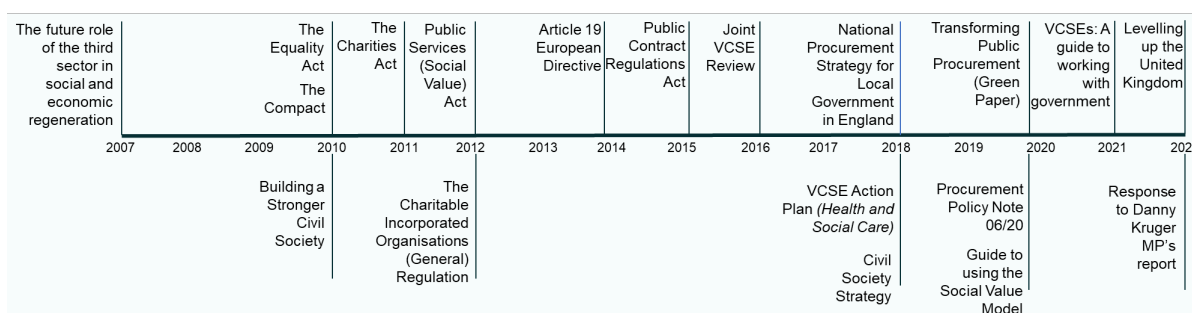 The future role
of the third
sector in
social and
economic
regeneration
The
Equality
Act
The
Compact
The
Charities
Act
Public
Services
(Social
Value)
Act
Article 19
European
Directive
Public
Contract
Regulations
Act
Joint
VCSE
Review
National
Procurement
Strategy for
Local
Government
in England
Transforming
Public
Procurement
(Green
Paper)
VCSEs: A
guide to
working
with
government
Levelling
up the
United
Kingdom
2007 2008 2009 2010 2011 2012 2013 2014 2015 2016 2017 2018 2019 2020 2021 202
Building a
Stronger
Civil
Society
The
Charitable
Incorporated
Organisations
(General)
Regulation
VCSE Action
Plan (Health and
Social Care)
Civil
Society
Strategy
Procurement
Policy Note
06/20
Guide to
using the
Social Value
Model
Response
to Danny
Kruger
MP's
report